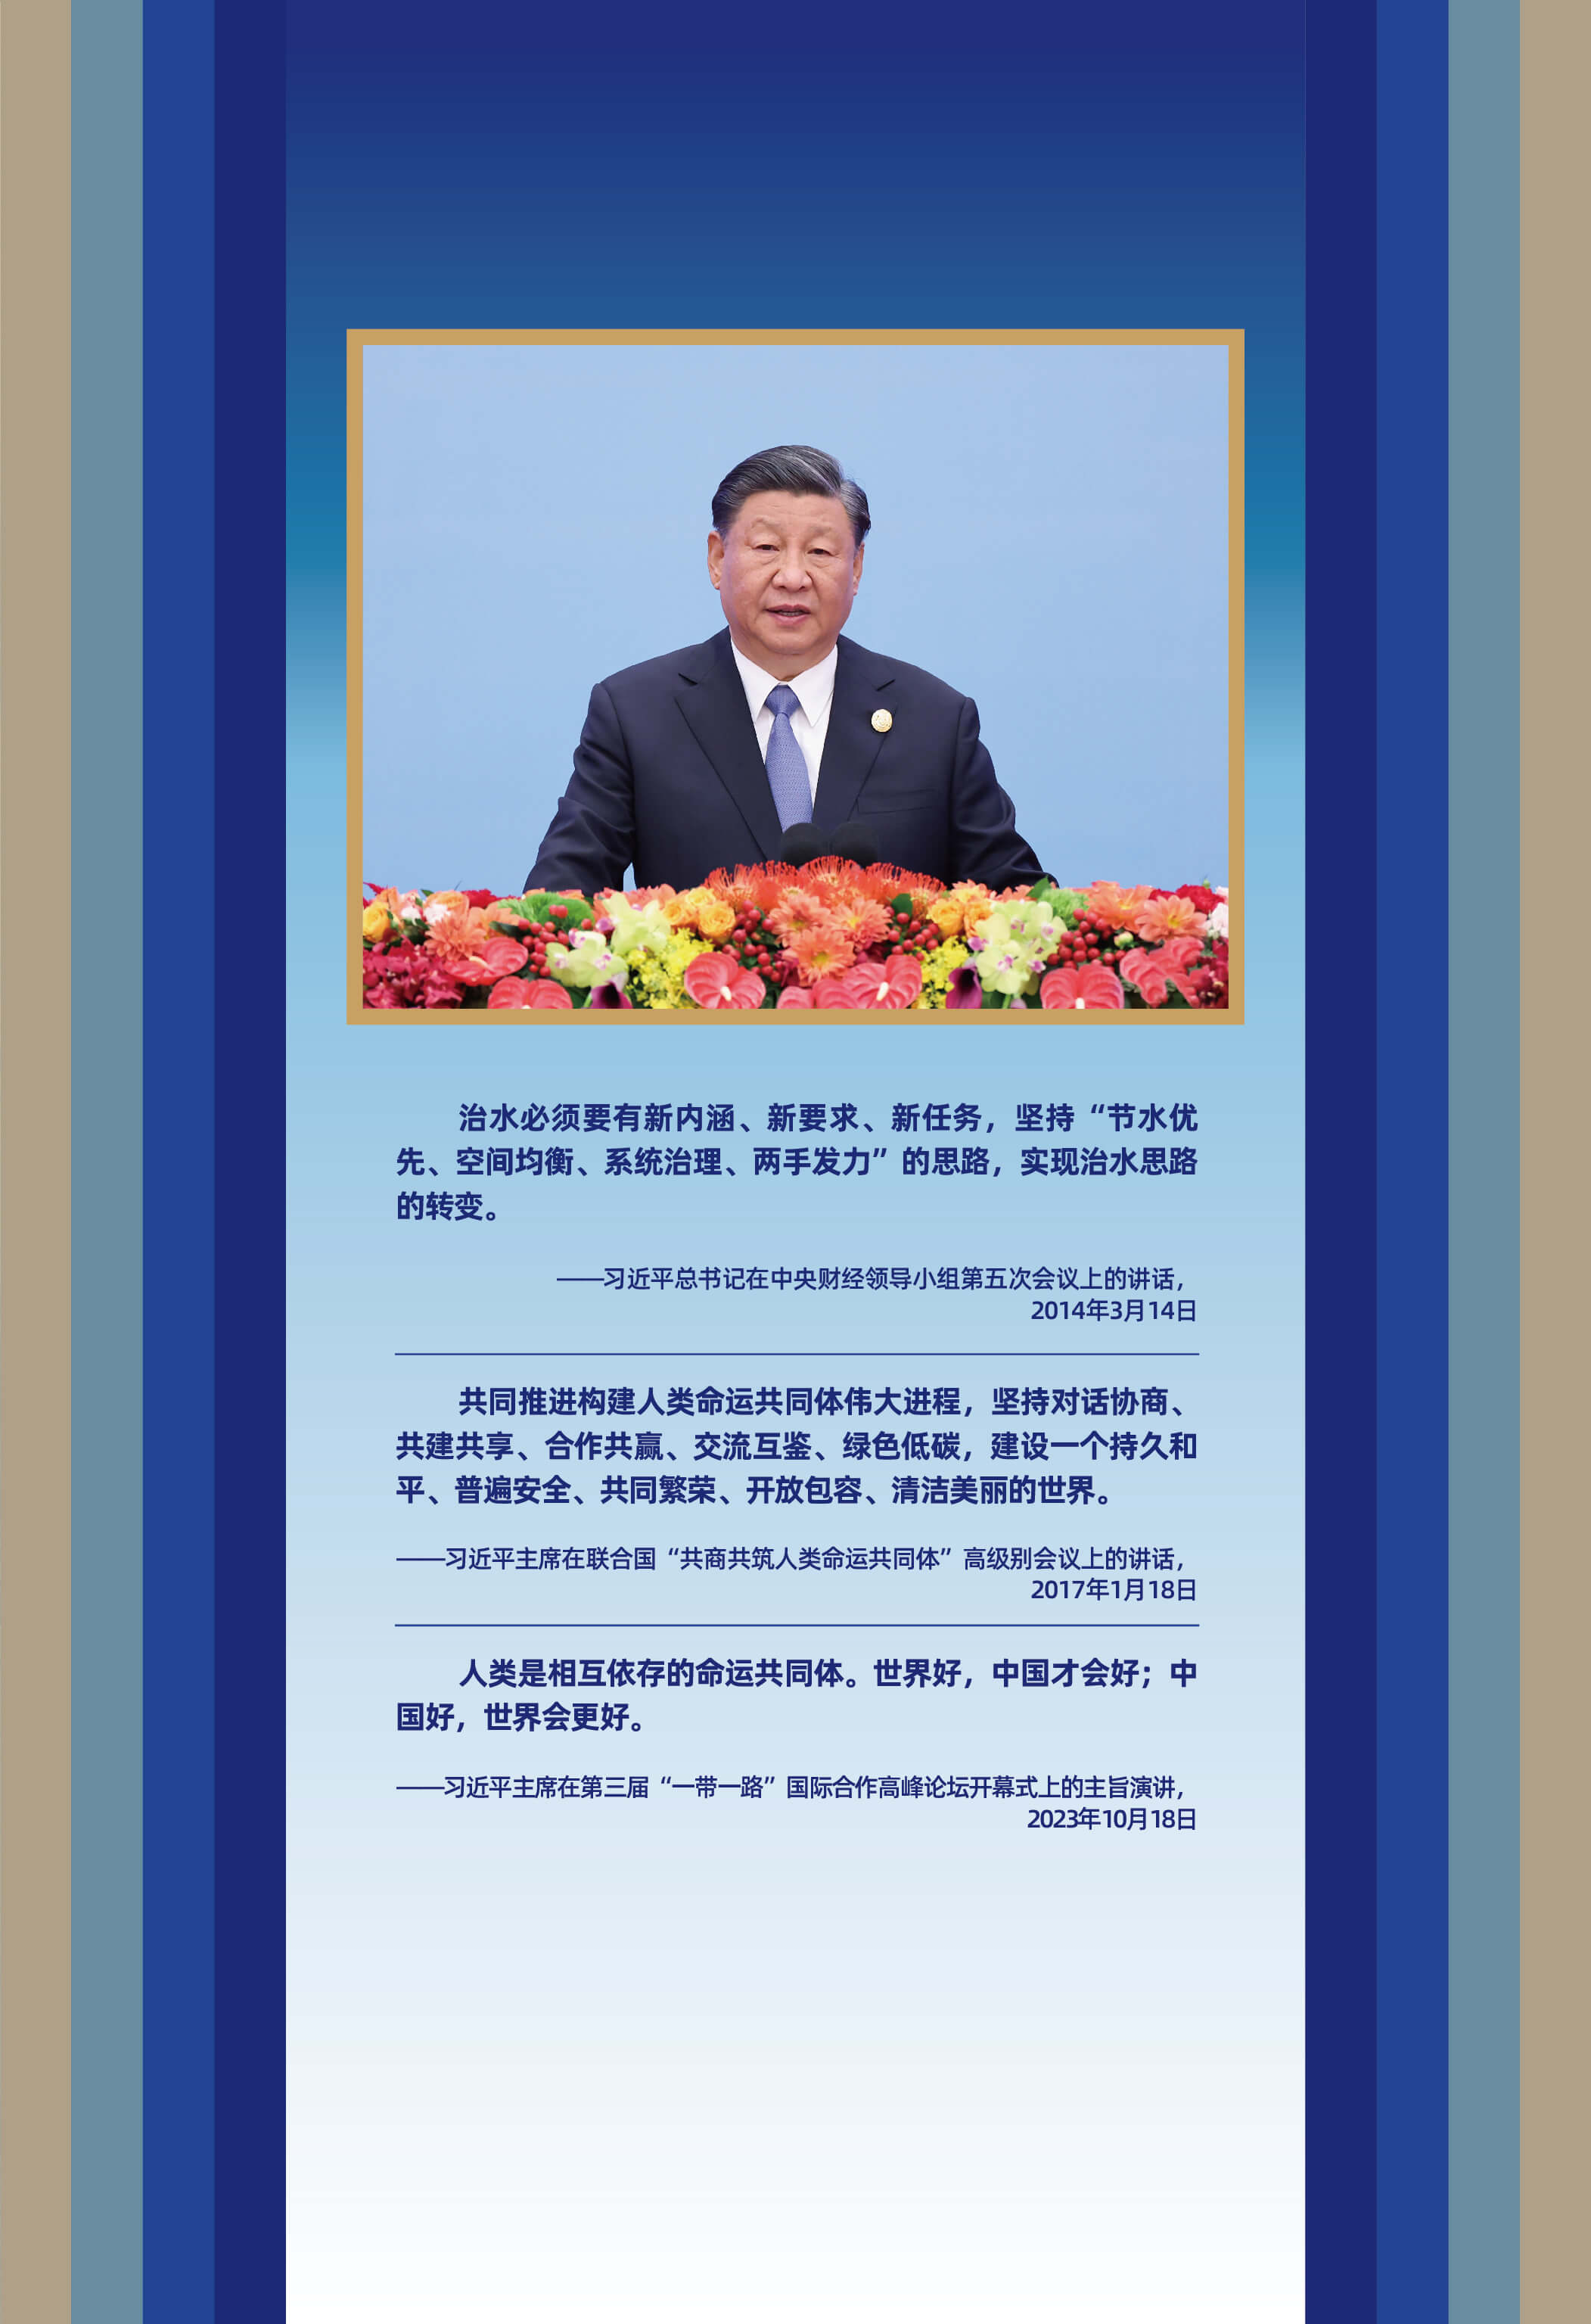 治水必须要有新内涵、新要求、新任务，坚持“节水优
先、空间均衡、系统治理、两手发力”的思路，实现治水思路
的转变。
——习近平总书记在中央财经领导小组第五次会议上的讲话，
2014年3月14日
共同推进构建人类命运共同体伟大进程，坚持对话协商、
共建共享、合作共赢、交流互鉴、绿色低碳，建设一个持久和
平、普遍安全、共同繁荣、开放包容、清洁美丽的世界。
——习近平主席在联合国“共商共筑人类命运共同体”高级别会议上的讲话，
2017年1月18日
人类是相互依存的命运共同体。世界好，中国才会好；中
国好，世界会更好。
——习近平主席在第三届“一带一路”国际合作高峰论坛开幕式上的主旨演讲，
2023年10月18日